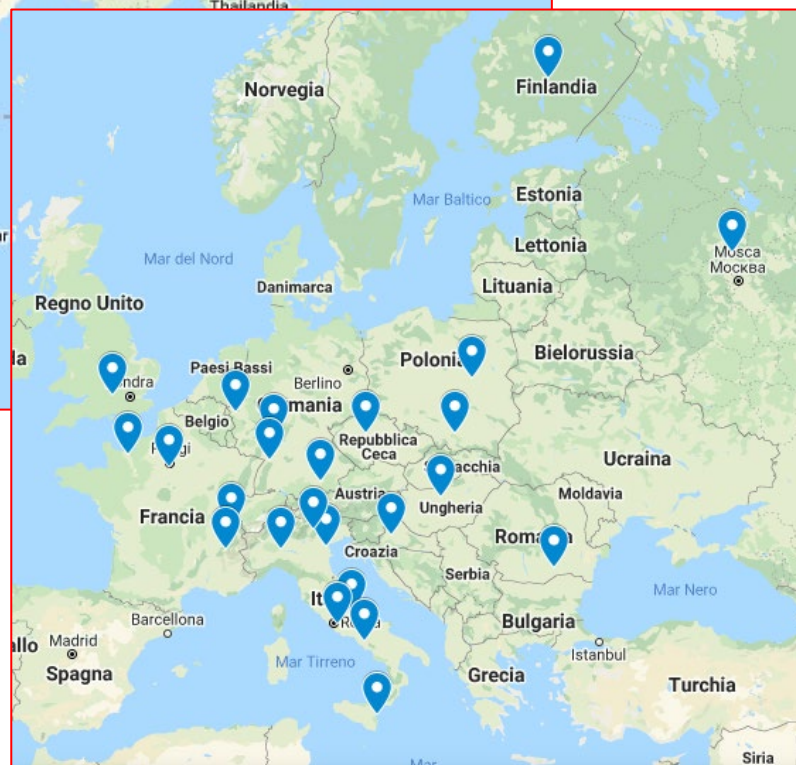 Thailandia
Norvegia
Finlandia
Mar Baltico
Estonia
Mosca
Москва
Mar del Nord
Lettonia
Danimarca
Lituania
Regno Unito
Paesi Bassi
Polonia
Bielorussia
Berlino
Belgio
Repubblica
Ceca
Ucraina
Austria
Ungheria
Moldavia
Francia
Croazia
Serbia
Mar Nero
Barcellona
Bulgaria
Madrid
Istanbul
Mar Tirreno
Spagna
Grecia
Turchia
Siria
Mar